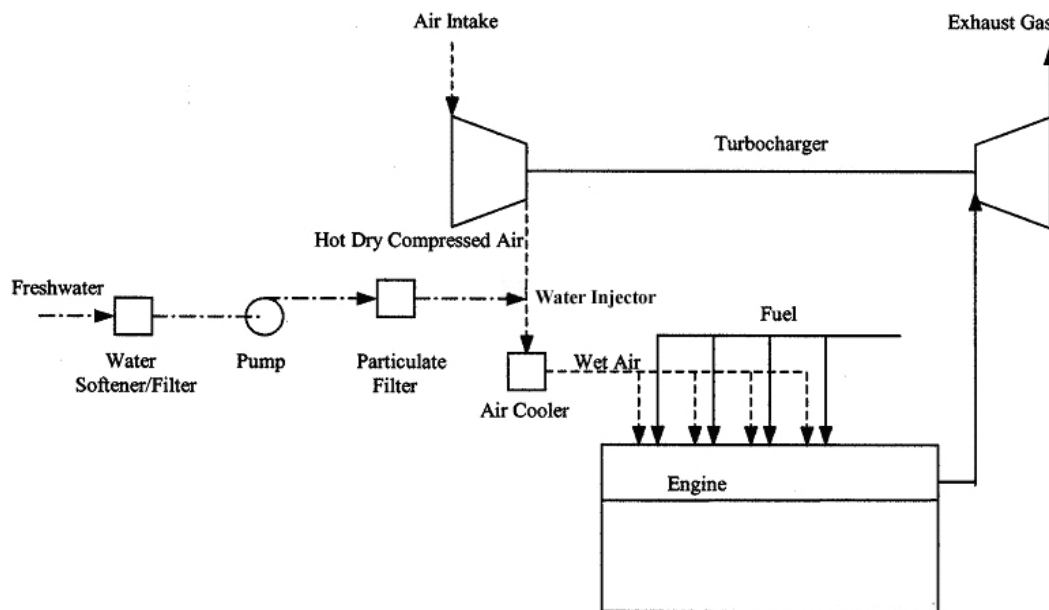 Air Intake
Exhaust Gas
Turbocharger
Hot Dry Compressed Air
Freshwater
Water Injector
Fuel
Water
Softener/Filter
Pump
Particulate
Filter
Wet Air
Air Cooler
Engine